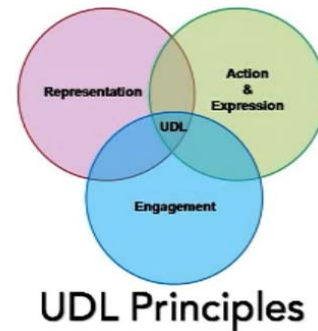 Representation
Action
&
Expression
UDL
Engagement
UDL Principles